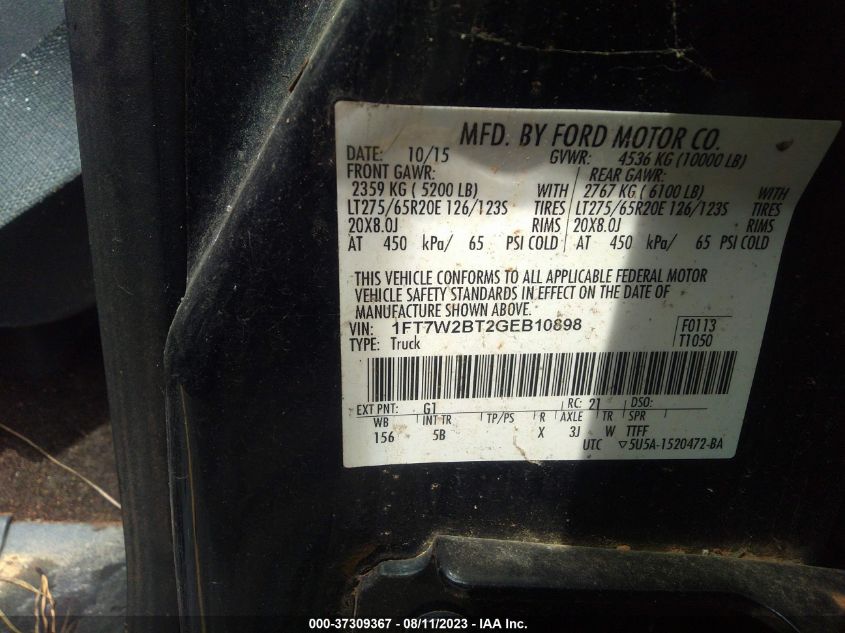 MFD. BY FORD MOTOR CO.
DATE: 10/15 GVWR: 4536 KG (10000 LB)
FRONT GAWR: REAR GAWR:
2359 KG ( 5200 LB) WITH 2767 KG ( 6100 LB) WITH
LT275/65R20E 126/123S TIRES LT275/65R20E 126/123S TIRES
20X8.0J RIMS 20X8.0J RIMS
AT 450 kPa/ 65 PSI COLD AT 450 kPa/ 65 PSI COLD
THIS VEHICLE CONFORMS TO ALL APPLICABLE FEDERAL MOTOR
VEHICLE SAFETY STANDARDS IN EFFECT ON THE DATE OF
MANUFACTURE SHOWN ABOVE.
VIN: 1FT7W2BT2GEB10898 F0113
TYPE: Truck T1050
EXT PNT: G1 RC: 21 DSO:
WB INT TR TP/PS R AXLE TR SPR
156 5B X 3J W TTFF
UTC ▽5U5A-1520472-BA
000-37309367 - 08/11/2023 - IAA Inc.